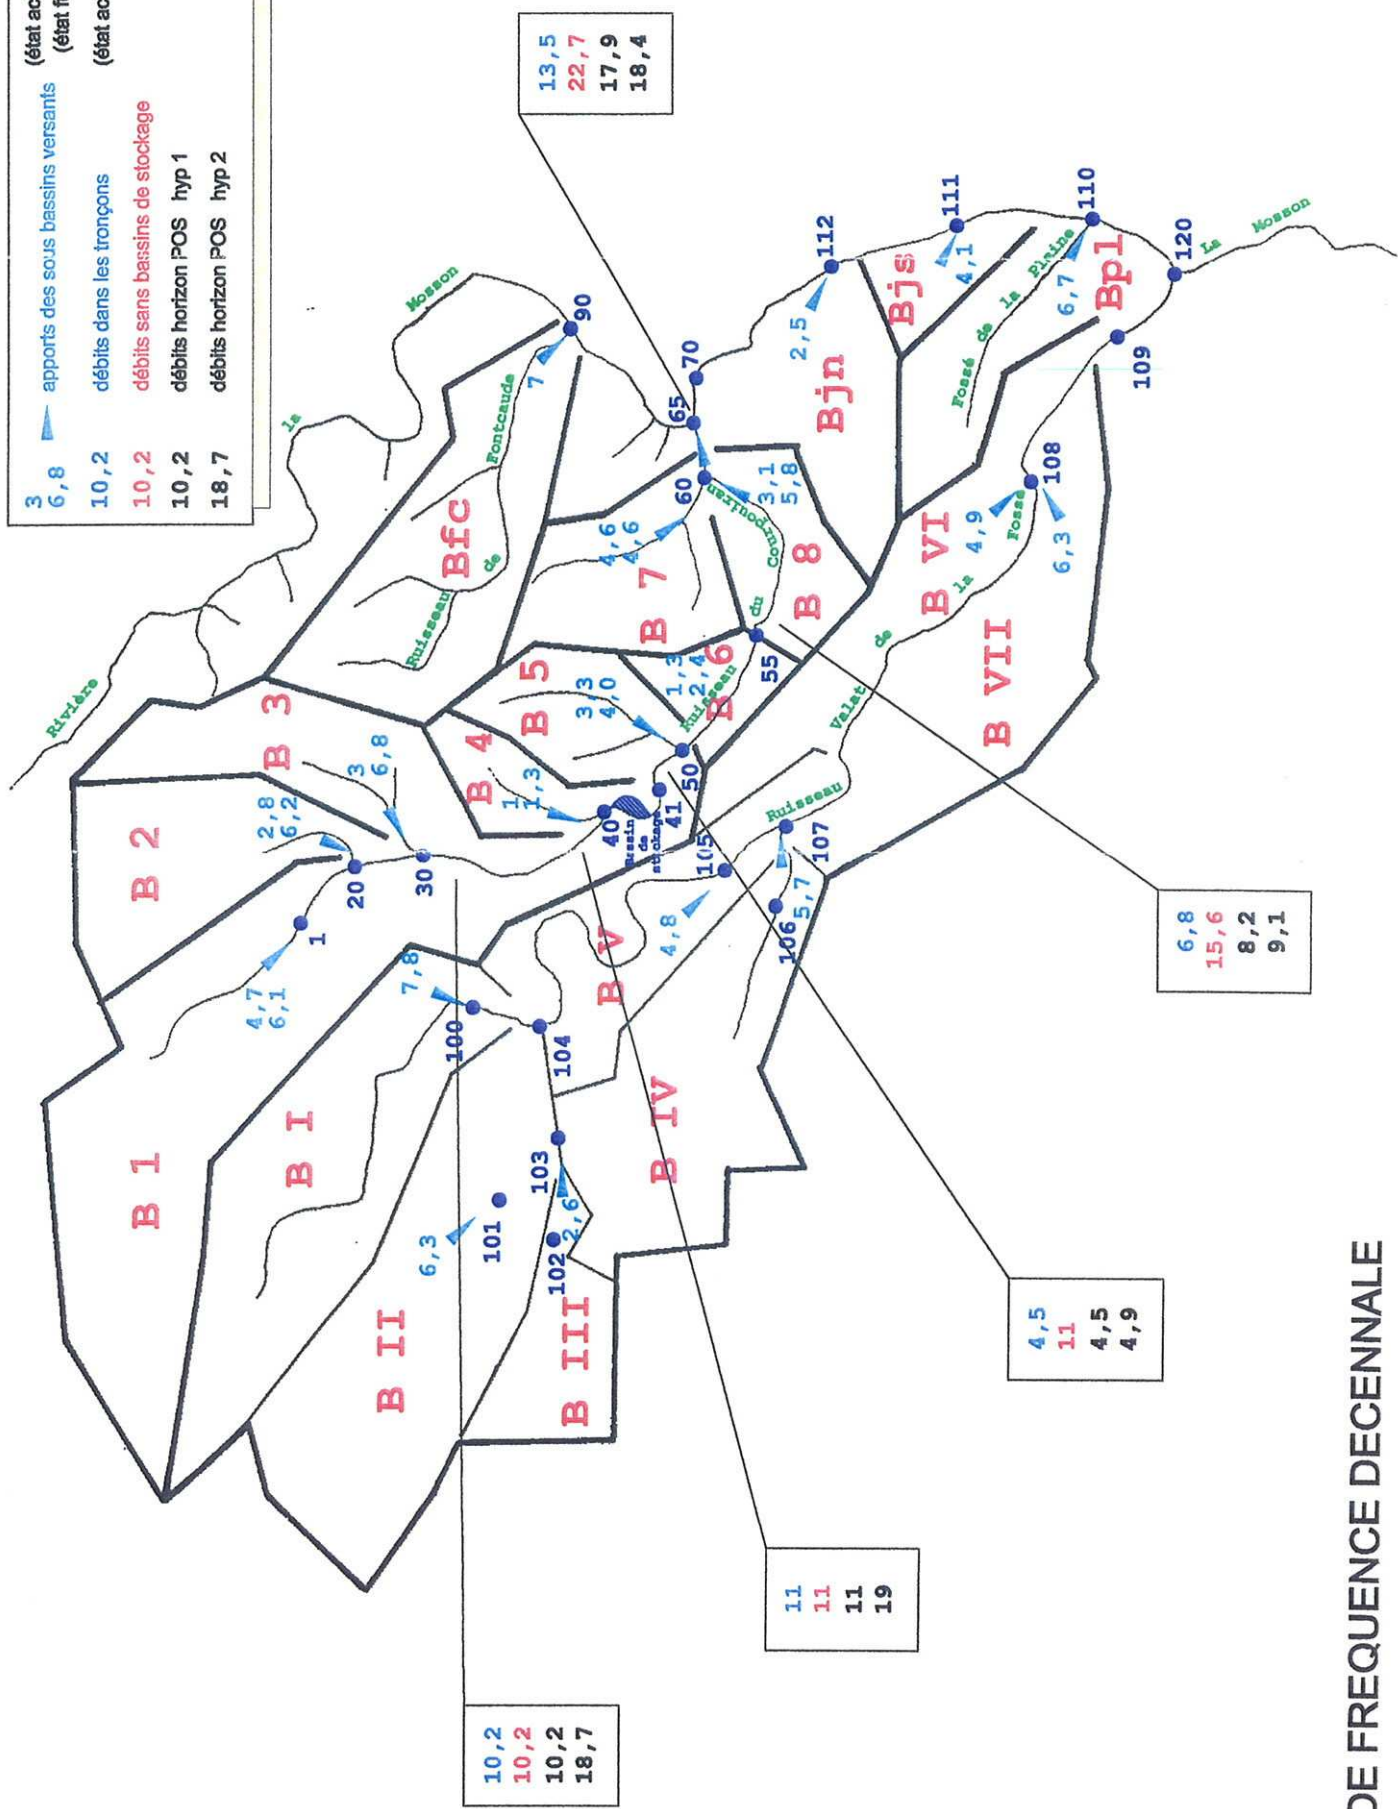 3 (état ac
6,8 apports des sous bassins versants (état f
10,2 débits dans les tronçons (état ac
10,2 débits sans bassins de stockage
10,2 débits horizon POS hyp 1
18,7 débits horizon POS hyp 2
13,5
22,7
17,9
18,4
6,8
15,6
8,2
9,1
4,5
11
4,5
4,9
11
11
11
19
10,2
10,2
10,2
18,7
Rivière
la
Mosson
B 1
B 2
B 3
B 4
B 5
B 6
B 7
B 8
Bfc
Bjn
Bjs
Bpl
B I
B II
B III
B IV
B V
B VI
B VII
4,7
6,1
1
2,8
6,2
20
3
6,8
30
1
1,3
40
Bassin
de
stockage
41
3,3
4,0
50
1,3
2,4
55
4,6
4,6
60
3,1
5,8
65
70
7
90
Ruisseau de Fontcaude
Ruisseau du Courpouiran
7,8
100
6,3
101
102
2,6
103
104
4,8
105
106
5,7
107
Ruisseau
Valat de la Fosse
4,9
6,3
108
109
Fossé de la Plaine
6,7
110
4,1
111
2,5
112
120
La Mosson
DE FREQUENCE DECENNALE